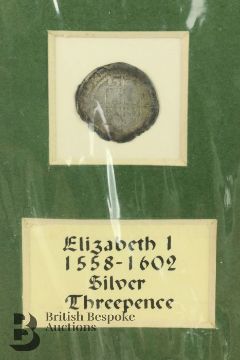 Elizabeth I
1558-1602
Silver
Threepence
British Bespoke
Auctions